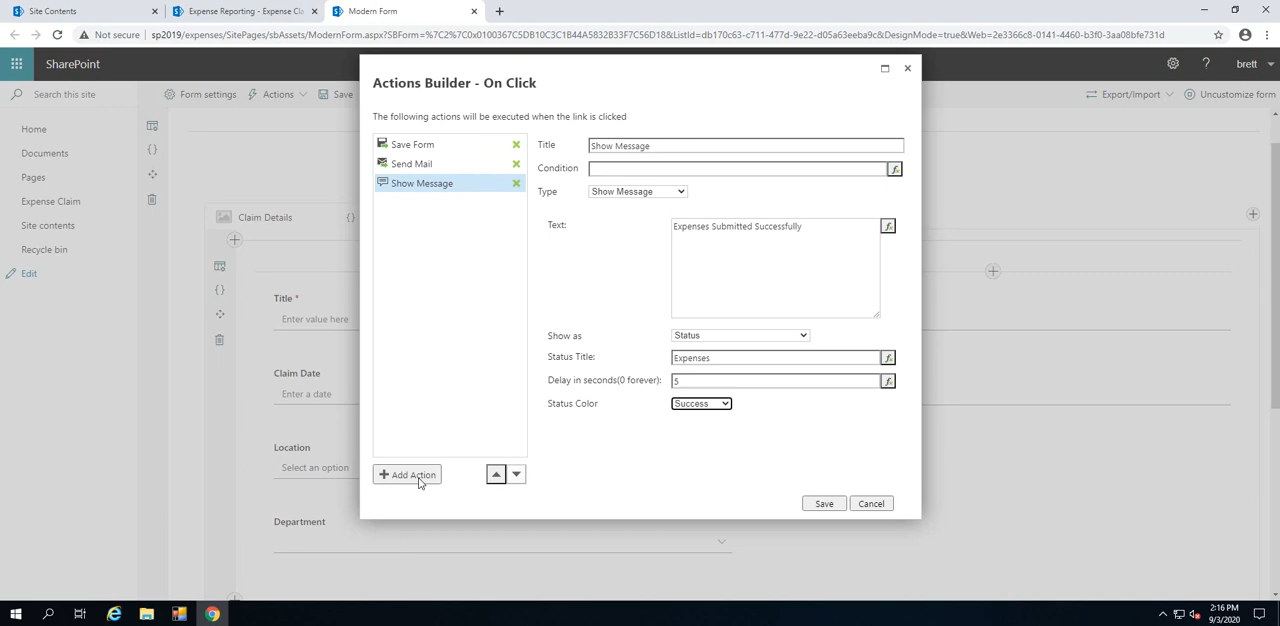 Site Contents
Expense Reporting - Expense Cla
Modern Form
Not secure
sp2019/expenses/SitePages/sbAssets/ModernForm.aspx?SBForm=%7C2%7C0x0100367C5DB10C3C1B44A5832B33F7C56D18&ListId=db170c63-c711-477d-9e22-d05a63eeba9c&DesignMode=true&Web=2e3366c8-0141-4460-b3f0-3aa08bfe731d
SharePoint
brett
Search this site
Form settings
Actions
Save
Export/Import
Uncustomize form
Home
Documents
Pages
Expense Claim
Site contents
Recycle bin
Edit
Claim Details
Title *
Enter value here
Claim Date
Enter a date
Location
Select an option
Department
Actions Builder - On Click
The following actions will be executed when the link is clicked
Save Form
Send Mail
Show Message
Add Action
Title
Show Message
Condition
Type
Show Message
Text:
Expenses Submitted Successfully
Show as
Status
Status Title:
Expenses
Delay in seconds(0 forever):
5
Status Color
Success
Save
Cancel
2:16 PM
9/3/2020